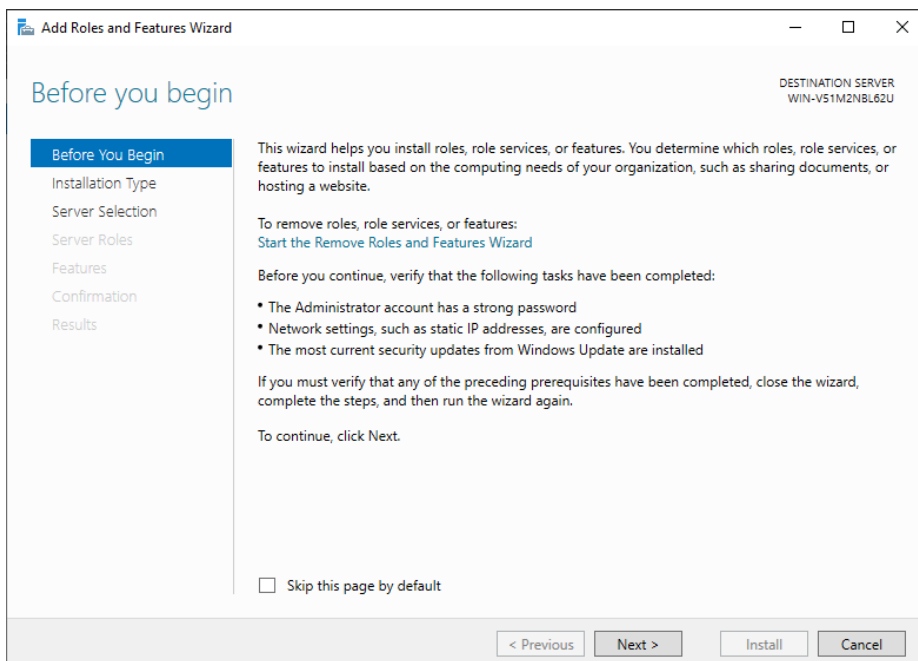 Add Roles and Features Wizard
Before you begin
DESTINATION SERVER
WIN-V51M2NBL62U
Before You Begin
Installation Type
Server Selection
Server Roles
Features
Confirmation
Results
This wizard helps you install roles, role services, or features. You determine which roles, role services, or
features to install based on the computing needs of your organization, such as sharing documents, or
hosting a website.
To remove roles, role services, or features:
Start the Remove Roles and Features Wizard
Before you continue, verify that the following tasks have been completed:
• The Administrator account has a strong password
• Network settings, such as static IP addresses, are configured
• The most current security updates from Windows Update are installed
If you must verify that any of the preceding prerequisites have been completed, close the wizard,
complete the steps, and then run the wizard again.
To continue, click Next.
Skip this page by default
< Previous
Next >
Install
Cancel